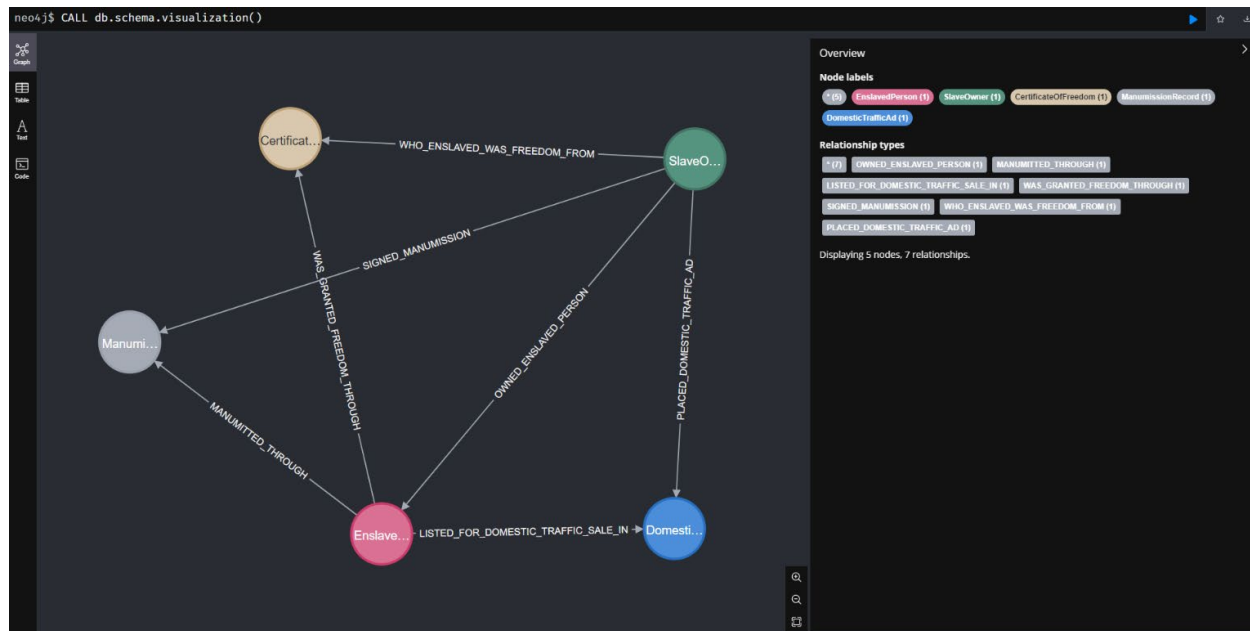 neo4j$ CALL db.schema.visualization()
Graph
Table
Text
Code
Certificat...
WHO_ENSLAVED_WAS_FREEDOM_FROM
SlaveO...
SIGNED_MANUMISSION
WAS_GRANTED_FREEDOM_THROUGH
OWNED_ENSLAVED_PERSON
PLACED_DOMESTIC_TRAFFIC_AD
Manumi...
MANUMITTED_THROUGH
Enslave...
LISTED_FOR_DOMESTIC_TRAFFIC_SALE_IN
Domesti...
Overview
Node labels
* (5) EnslavedPerson (1) SlaveOwner (1) CertificateOfFreedom (1) ManumissionRecord (1)
DomesticTrafficAd (1)
Relationship types
* (7) OWNED_ENSLAVED_PERSON (1) MANUMITTED_THROUGH (1)
LISTED_FOR_DOMESTIC_TRAFFIC_SALE_IN (1) WAS_GRANTED_FREEDOM_THROUGH (1)
SIGNED_MANUMISSION (1) WHO_ENSLAVED_WAS_FREEDOM_FROM (1)
PLACED_DOMESTIC_TRAFFIC_AD (1)
Displaying 5 nodes, 7 relationships.